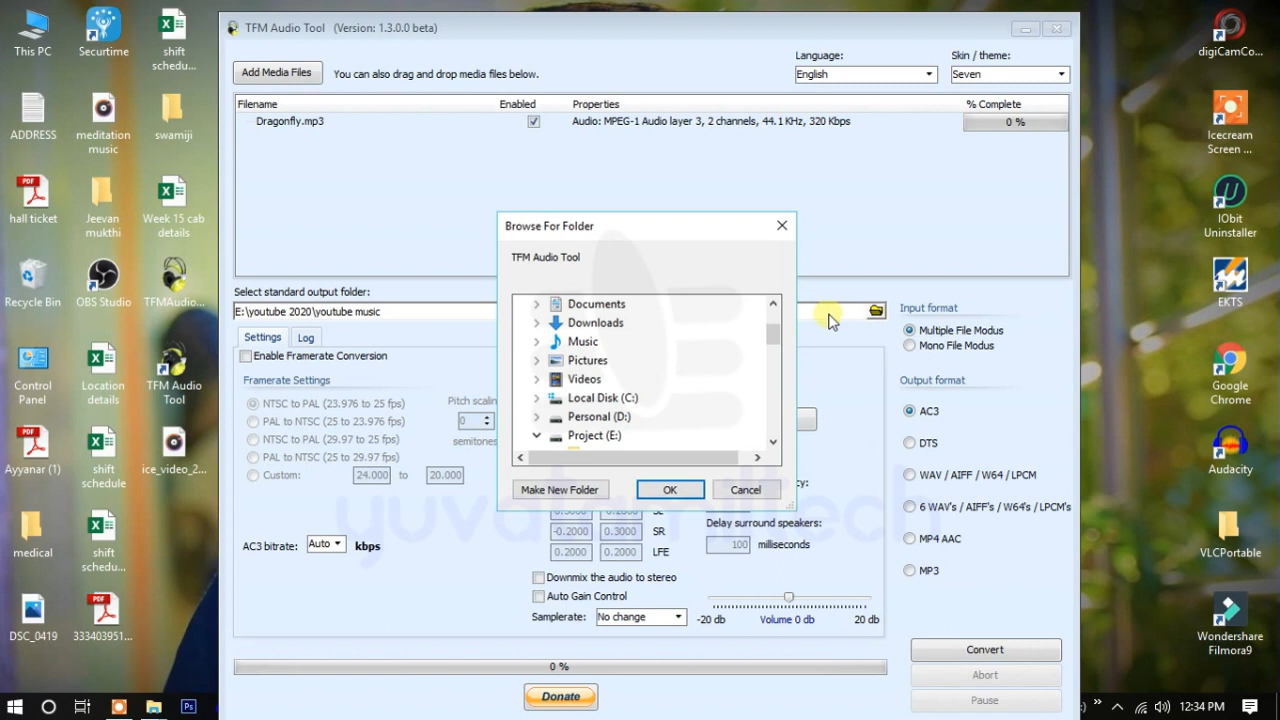 This PC
Securtime
shift
schedu...
ADDRESS
meditation
music
swamiji
hall ticket
Jeevan
mukthi
Week 15 cab
details
Recycle Bin
OBS Studio
TFMAudio...
Control
Panel
Location
details
TFM Audio
Tool
Ayyanar (1)
shift
schedule
ice_video_2...
medical
shift
schedu...
DSC_0419
333403951...
TFM Audio Tool (Version: 1.3.0.0 beta)
Add Media Files
You can also drag and drop media files below.
Language:
English
Skin / theme:
Seven
Filename
Enabled
Properties
% Complete
Dragonfly.mp3
Audio: MPEG-1 Audio layer 3, 2 channels, 44.1 KHz, 320 Kbps
0 %
Select standard output folder:
E:\youtube 2020\youtube music
Settings
Log
Enable Framerate Conversion
Framerate Settings
NTSC to PAL (23.976 to 25 fps)
PAL to NTSC (25 to 23.976 fps)
NTSC to PAL (29.97 to 25 fps)
PAL to NTSC (25 to 29.97 fps)
Custom:
24.000
to
20.000
Pitch scalin
0
semitones
AC3 bitrate:
Auto
kbps
Browse For Folder
TFM Audio Tool
Documents
Downloads
Music
Pictures
Videos
Local Disk (C:)
Personal (D:)
Project (E:)
Make New Folder
OK
Cancel
-0.2000
0.3000
SR
0.2000
0.2000
LFE
Delay surround speakers:
100
milliseconds
Downmix the audio to stereo
Auto Gain Control
Samplerate:
No change
-20 db
Volume 0 db
20 db
Input format
Multiple File Modus
Mono File Modus
Output format
AC3
DTS
WAV / AIFF / W64 / LPCM
6 WAV's / AIFF's / W64's / LPCM's
MP4 AAC
MP3
Convert
Abort
Pause
0 %
Donate
digiCamCo...
Icecream
Screen ...
IObit
Uninstaller
EKTS
Google
Chrome
Audacity
VLCPortable
Wondershare
Filmora9
Ps
12:34 PM